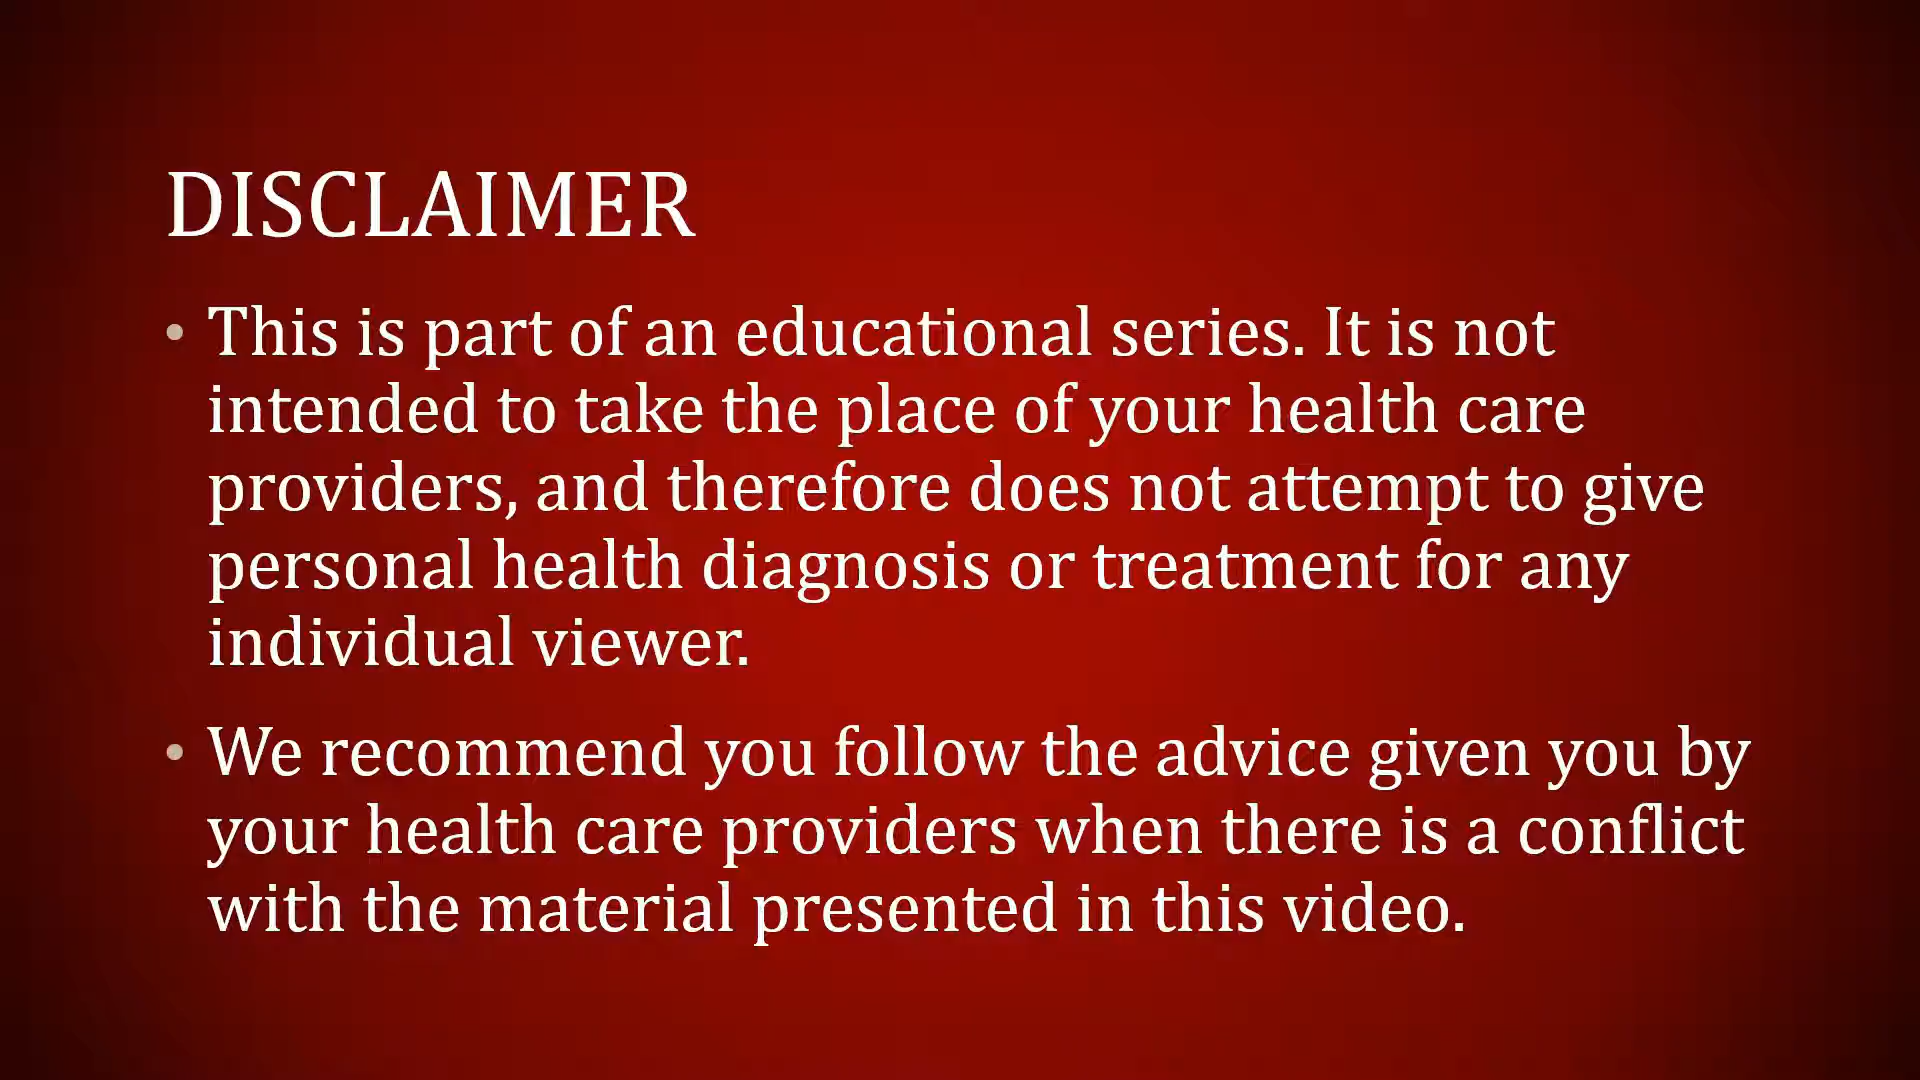 DISCLAIMER
• This is part of an educational series. It is not
intended to take the place of your health care
providers, and therefore does not attempt to give
personal health diagnosis or treatment for any
individual viewer.
• We recommend you follow the advice given you by
your health care providers when there is a conflict
with the material presented in this video.